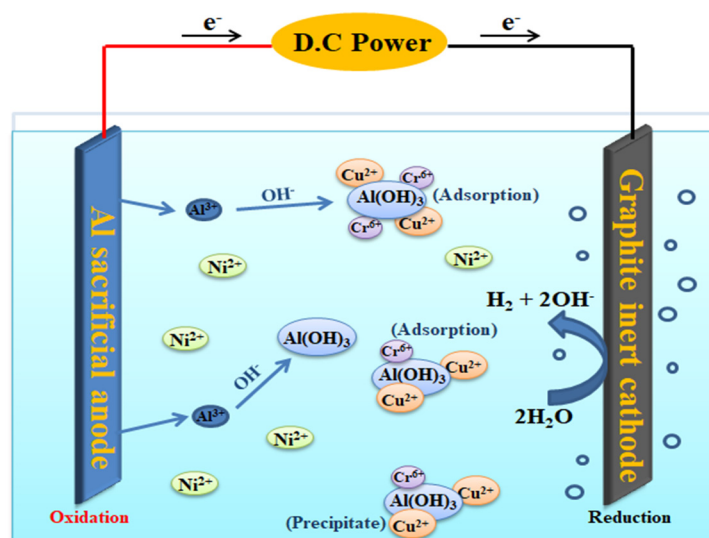 e⁻
D.C Power
e⁻
Al sacrificial anode
Graphite inert cathode
Cu²⁺
Cr⁶⁺
Al³⁺
OH⁻
Al(OH)₃
(Adsorption)
Cr⁶⁺
Cu²⁺
Ni²⁺
Ni²⁺
H₂ + 2OH⁻
Ni²⁺
Al(OH)₃
(Adsorption)
Cr⁶⁺
Cu²⁺
Al(OH)₃
OH⁻
Cu²⁺
Al³⁺
2H₂O
Ni²⁺
Ni²⁺
Cr⁶⁺
Cu²⁺
Al(OH)₃
(Precipitate)
Cu²⁺
Oxidation
Reduction